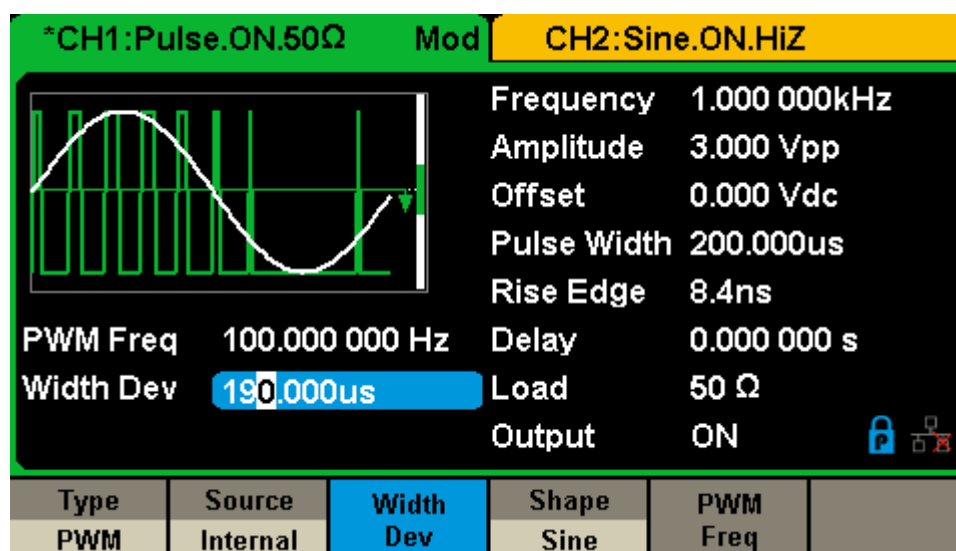 *CH1:Pulse.ON.50Ω Mod
CH2:Sine.ON.HiZ
Frequency 1.000 000kHz
Amplitude 3.000 Vpp
Offset 0.000 Vdc
Pulse Width 200.000us
Rise Edge 8.4ns
PWM Freq 100.000 000 Hz
Delay 0.000 000 s
Width Dev 190.000us
Load 50 Ω
Output ON
P
Type
PWM
Source
Internal
Width
Dev
Shape
Sine
PWM
Freq